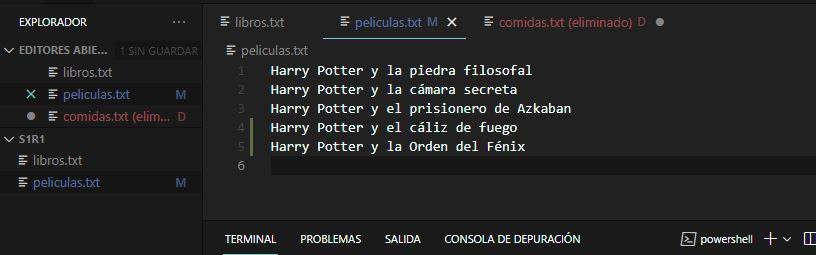 EXPLORADOR ···
EDITORES ABIE... 1 SIN GUARDAR
libros.txt
peliculas.txt M
comidas.txt (elim... D
S1R1
libros.txt
peliculas.txt M
libros.txt peliculas.txt M comidas.txt (eliminado) D
peliculas.txt
1 Harry Potter y la piedra filosofal
2 Harry Potter y la cámara secreta
3 Harry Potter y el prisionero de Azkaban
4 Harry Potter y el cáliz de fuego
5 Harry Potter y la Orden del Fénix
6
TERMINAL PROBLEMAS SALIDA CONSOLA DE DEPURACIÓN powershell